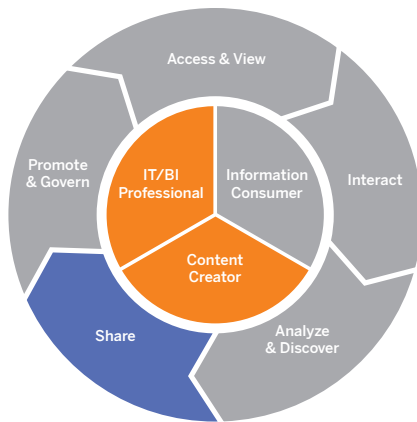 Access & View
Promote
& Govern
IT/BI
Professional
Information
Consumer
Interact
Content
Creator
Share
Analyze
& Discover